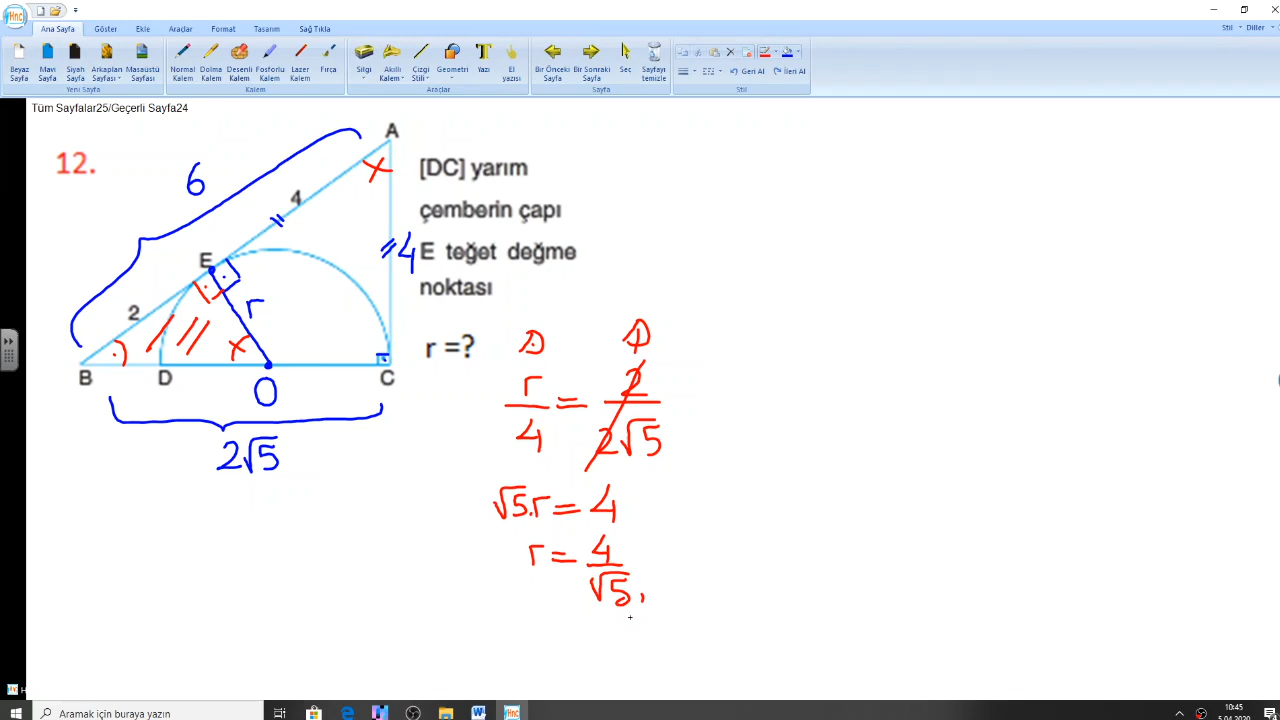 Ana Sayfa Göster Ekle Araçlar Format Tasarım Sağ Tıkla Stil Diller
Beyaz Sayfa Mavi Sayfa Siyah Sayfa Arkaplan Sayfası Masaüstü Sayfası Normal Kalem Dolma Kalem Desenli Kalem Fosforlu Kalem Lazer Kalem Fırça Silgi Akıllı Kalem Çizgi Stili Geometri Yazı El yazısı Bir Önceki Sayfa Bir Sonraki Sayfa Seç Sayfayı temizle Geri Al İleri Al
Yeni Sayfa Kalem Araçlar Sayfa Stil
Tüm Sayfalar25/Geçerli Sayfa24
12.
A
6
x
4
[DC] yarım
çemberin çapı
4
E teğet değme
noktası
E
r
2
x
r =?
B D O C
2√5
r/4 = 2/2√5
√5.r = 4
r = 4/√5
Aramak için buraya yazın
10:45
5.04.2020